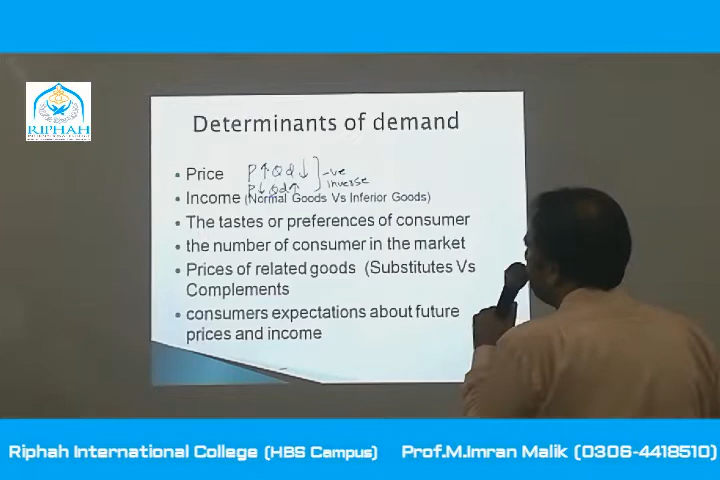 RIPHAH
Determinants of demand
• Price P↑ Qd↓ ] -ve
P↓ Qd↑ inverse
• Income (Normal Goods Vs Inferior Goods)
• The tastes or preferences of consumer
• the number of consumer in the market
• Prices of related goods (Substitutes Vs
Complements
• consumers expectations about future
prices and income
Riphah International College (HBS Campus) Prof.M.Imran Malik (0306-4418510)